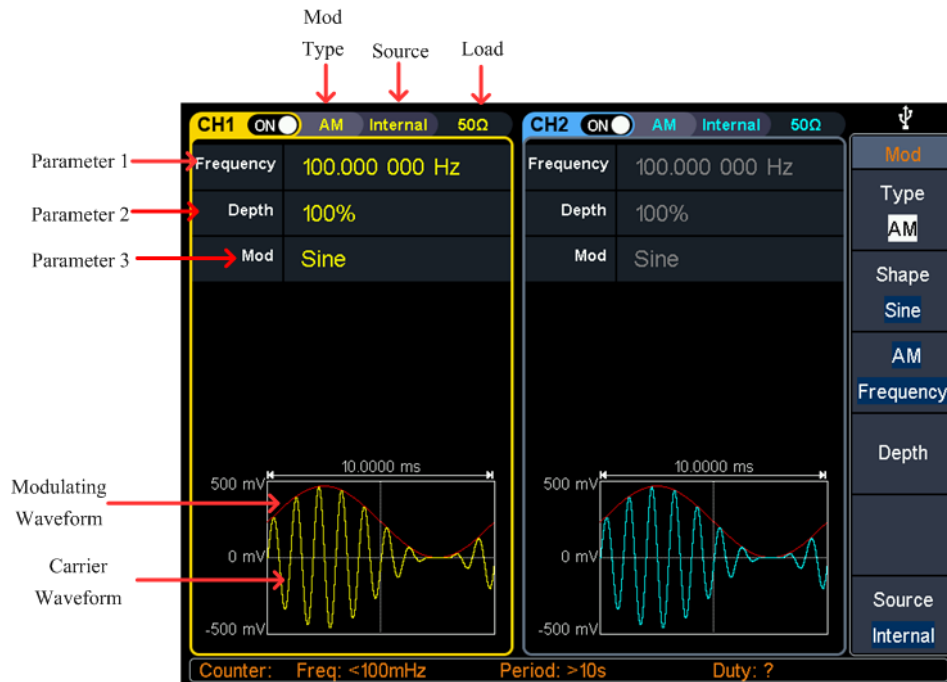 Mod
Type
Source
Load
CH1 ON AM Internal 50Ω
CH2 ON AM Internal 50Ω
Parameter 1
Frequency 100.000 000 Hz
Parameter 2
Depth 100%
Parameter 3
Mod Sine
Frequency 100.000 000 Hz
Depth 100%
Mod Sine
Mod
Type
AM
Shape
Sine
AM
Frequency
Depth
Source
Internal
Modulating
Waveform
Carrier
Waveform
10.0000 ms
500 mV
0 mV
-500 mV
10.0000 ms
500 mV
0 mV
-500 mV
Counter: Freq: <100mHz Period: >10s Duty: ?